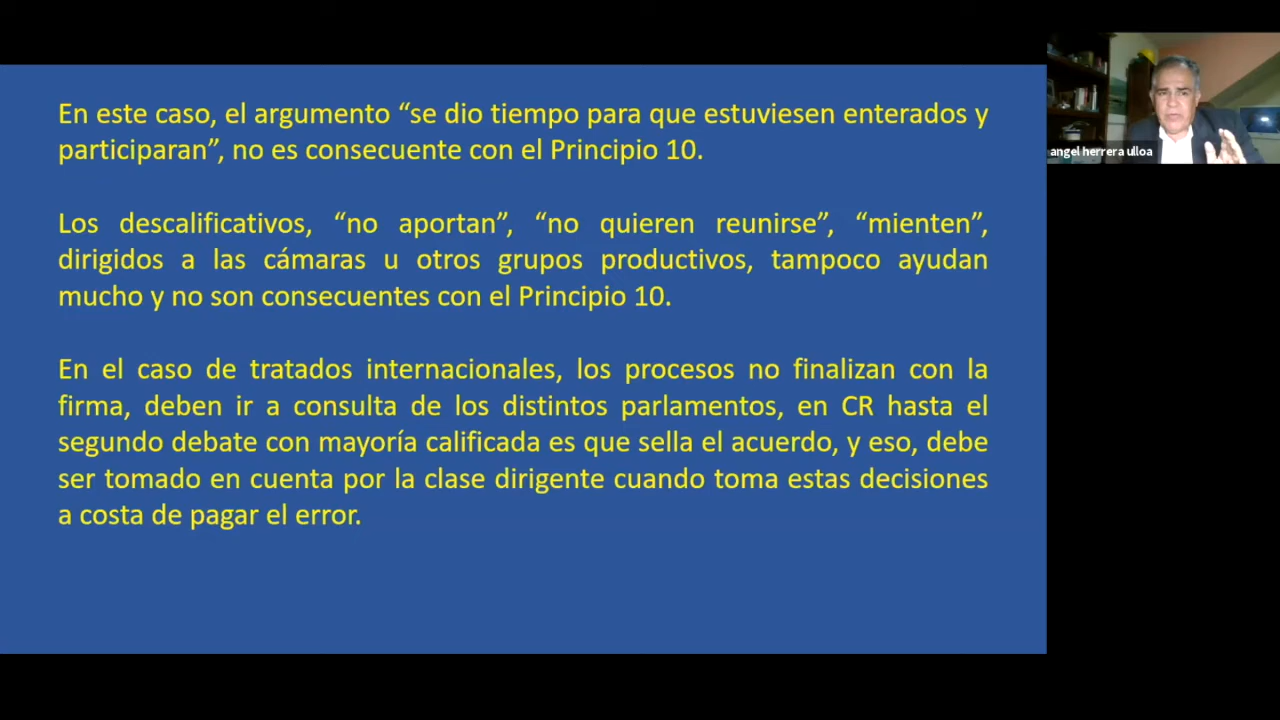 En este caso, el argumento “se dio tiempo para que estuviesen enterados y
participaran”, no es consecuente con el Principio 10.
Los descalificativos, “no aportan”, “no quieren reunirse”, “mienten”,
dirigidos a las cámaras u otros grupos productivos, tampoco ayudan
mucho y no son consecuentes con el Principio 10.
En el caso de tratados internacionales, los procesos no finalizan con la
firma, deben ir a consulta de los distintos parlamentos, en CR hasta el
segundo debate con mayoría calificada es que sella el acuerdo, y eso, debe
ser tomado en cuenta por la clase dirigente cuando toma estas decisiones
a costa de pagar el error.
angel herrera ulloa